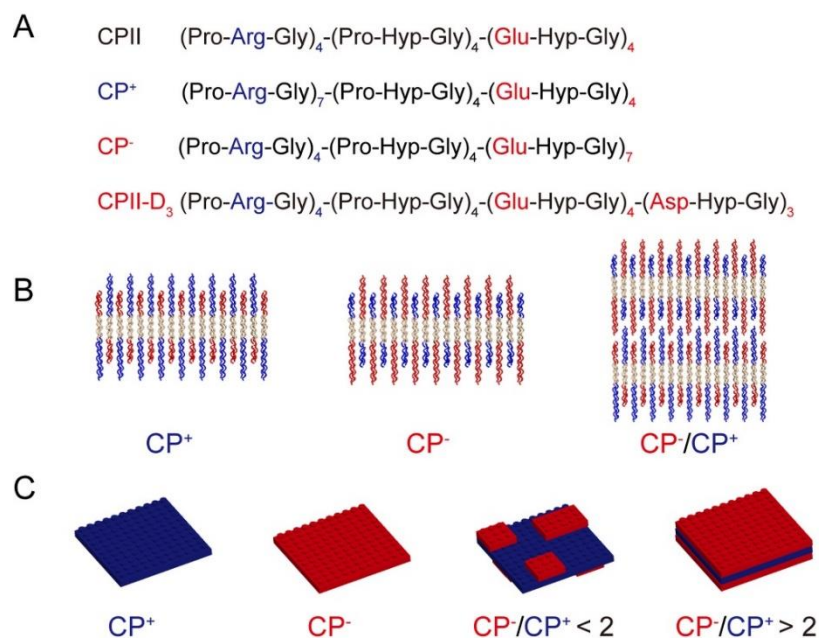 A
CPII (Pro-Arg-Gly)4-(Pro-Hyp-Gly)4-(Glu-Hyp-Gly)4
CP+ (Pro-Arg-Gly)7-(Pro-Hyp-Gly)4-(Glu-Hyp-Gly)4
CP- (Pro-Arg-Gly)4-(Pro-Hyp-Gly)4-(Glu-Hyp-Gly)7
CPII-D3 (Pro-Arg-Gly)4-(Pro-Hyp-Gly)4-(Glu-Hyp-Gly)4-(Asp-Hyp-Gly)3
B
CP+ CP- CP-/CP+
C
CP+ CP- CP-/CP+ < 2 CP-/CP+ > 2